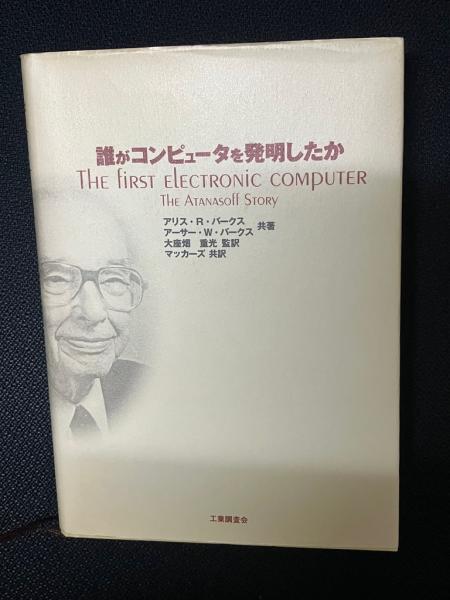 誰がコンピュータを発明したか
THE FIRST ELECTRONIC COMPUTER
THE ATANASOFF STORY
アリス・R・バークス
アーサー・W・バークス 共著
大座畑 重光 監訳
マッカーズ 共訳
工業調査会